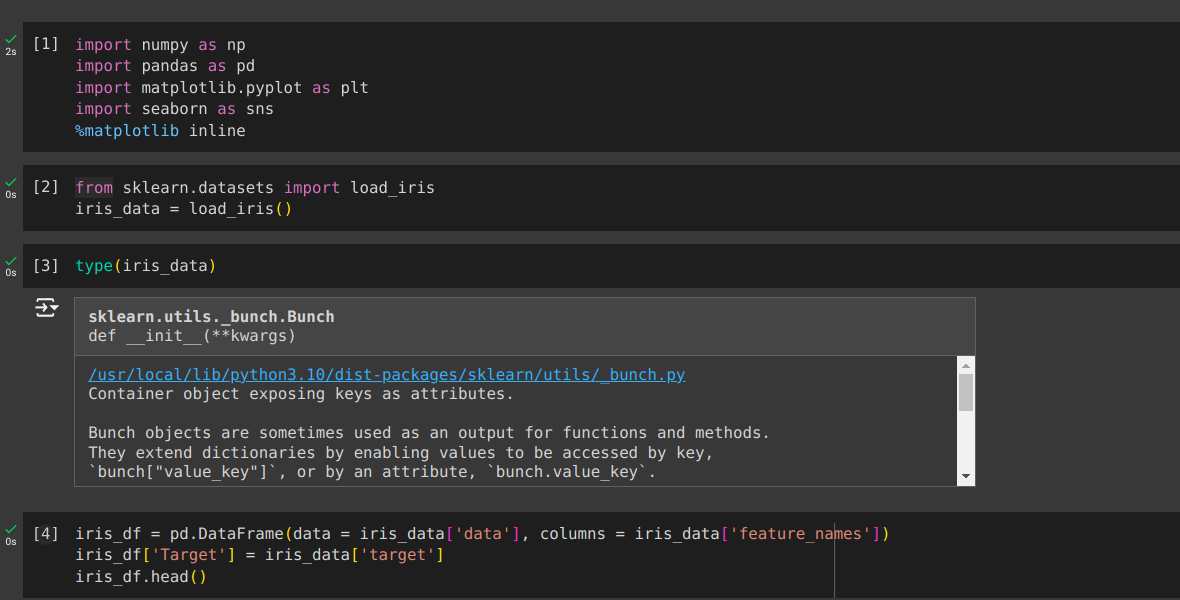 [1] import numpy as np
import pandas as pd
import matplotlib.pyplot as plt
import seaborn as sns
%matplotlib inline
2s
[2] from sklearn.datasets import load_iris
iris_data = load_iris()
0s
[3] type(iris_data)
0s
sklearn.utils._bunch.Bunch
def __init__(**kwargs)
/usr/local/lib/python3.10/dist-packages/sklearn/utils/_bunch.py
Container object exposing keys as attributes.
Bunch objects are sometimes used as an output for functions and methods.
They extend dictionaries by enabling values to be accessed by key,
`bunch["value_key"]`, or by an attribute, `bunch.value_key`.
[4] iris_df = pd.DataFrame(data = iris_data['data'], columns = iris_data['feature_names'])
iris_df['Target'] = iris_data['target']
iris_df.head()
0s